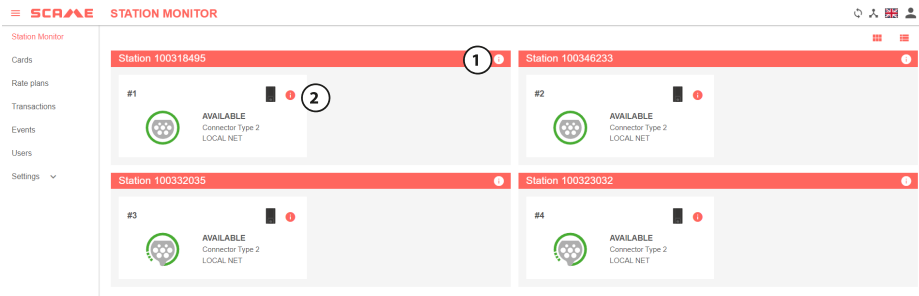 SCAME STATION MONITOR
Station Monitor
Cards
Rate plans
Transactions
Events
Users
Settings
Station 100318495
1
#1
2
AVAILABLE
Connector Type 2
LOCAL NET
Station 100346233
#2
AVAILABLE
Connector Type 2
LOCAL NET
Station 100332035
#3
AVAILABLE
Connector Type 2
LOCAL NET
Station 100323032
#4
AVAILABLE
Connector Type 2
LOCAL NET